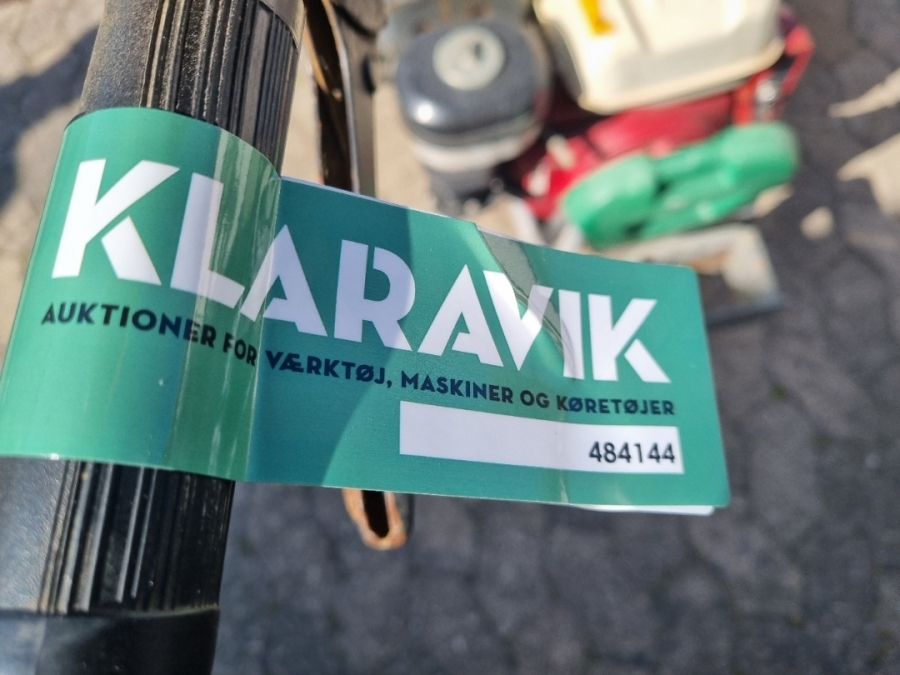 KLARAVIK
AUKTIONER FOR VÆRKTØJ, MASKINER OG KØRETØJER
484144